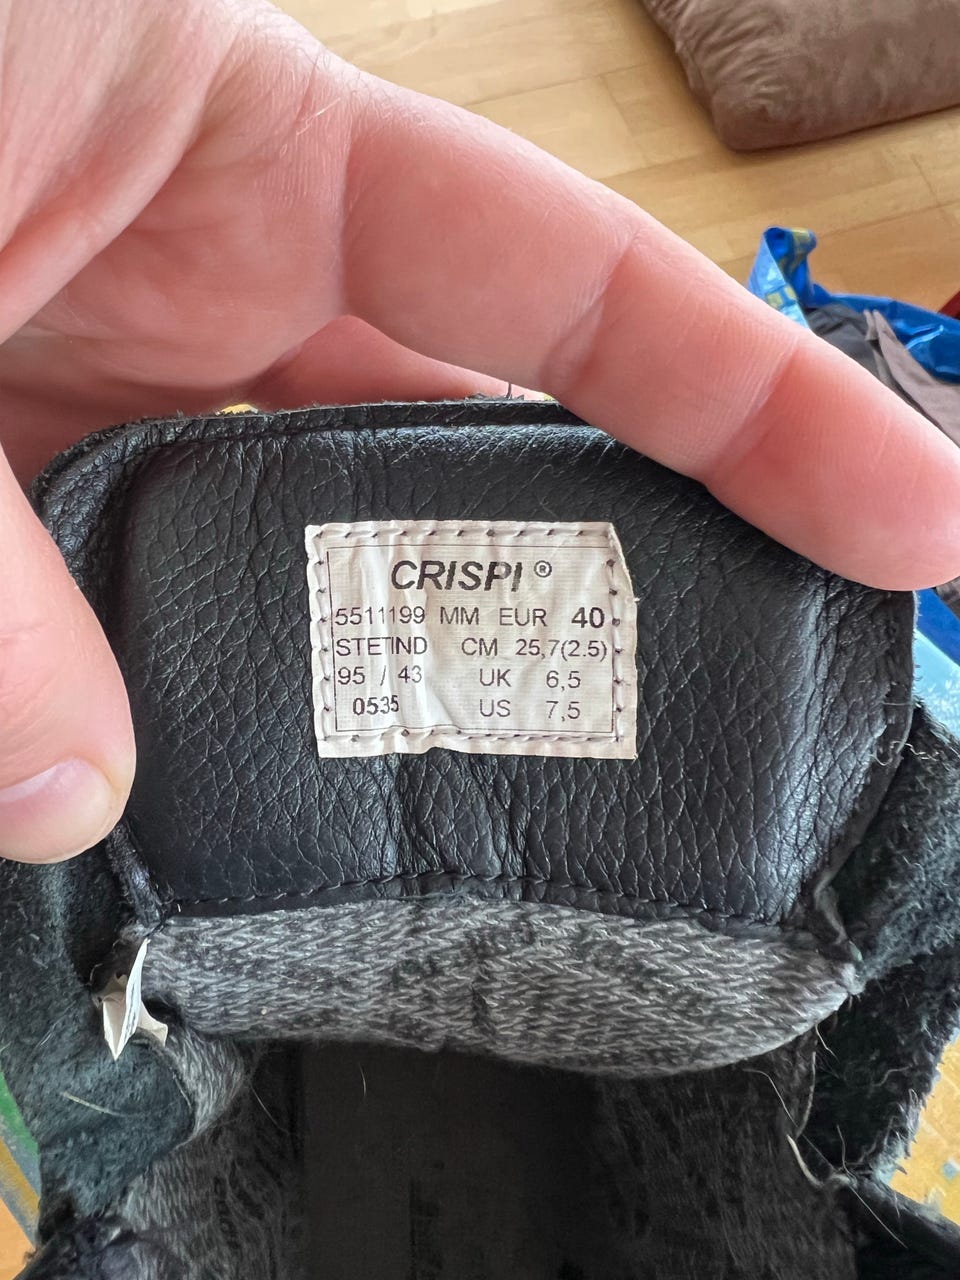 CRISPI ®
5511199 MM EUR 40
STETIND CM 25,7(2.5)
95 / 43 UK 6,5
0535 US 7,5